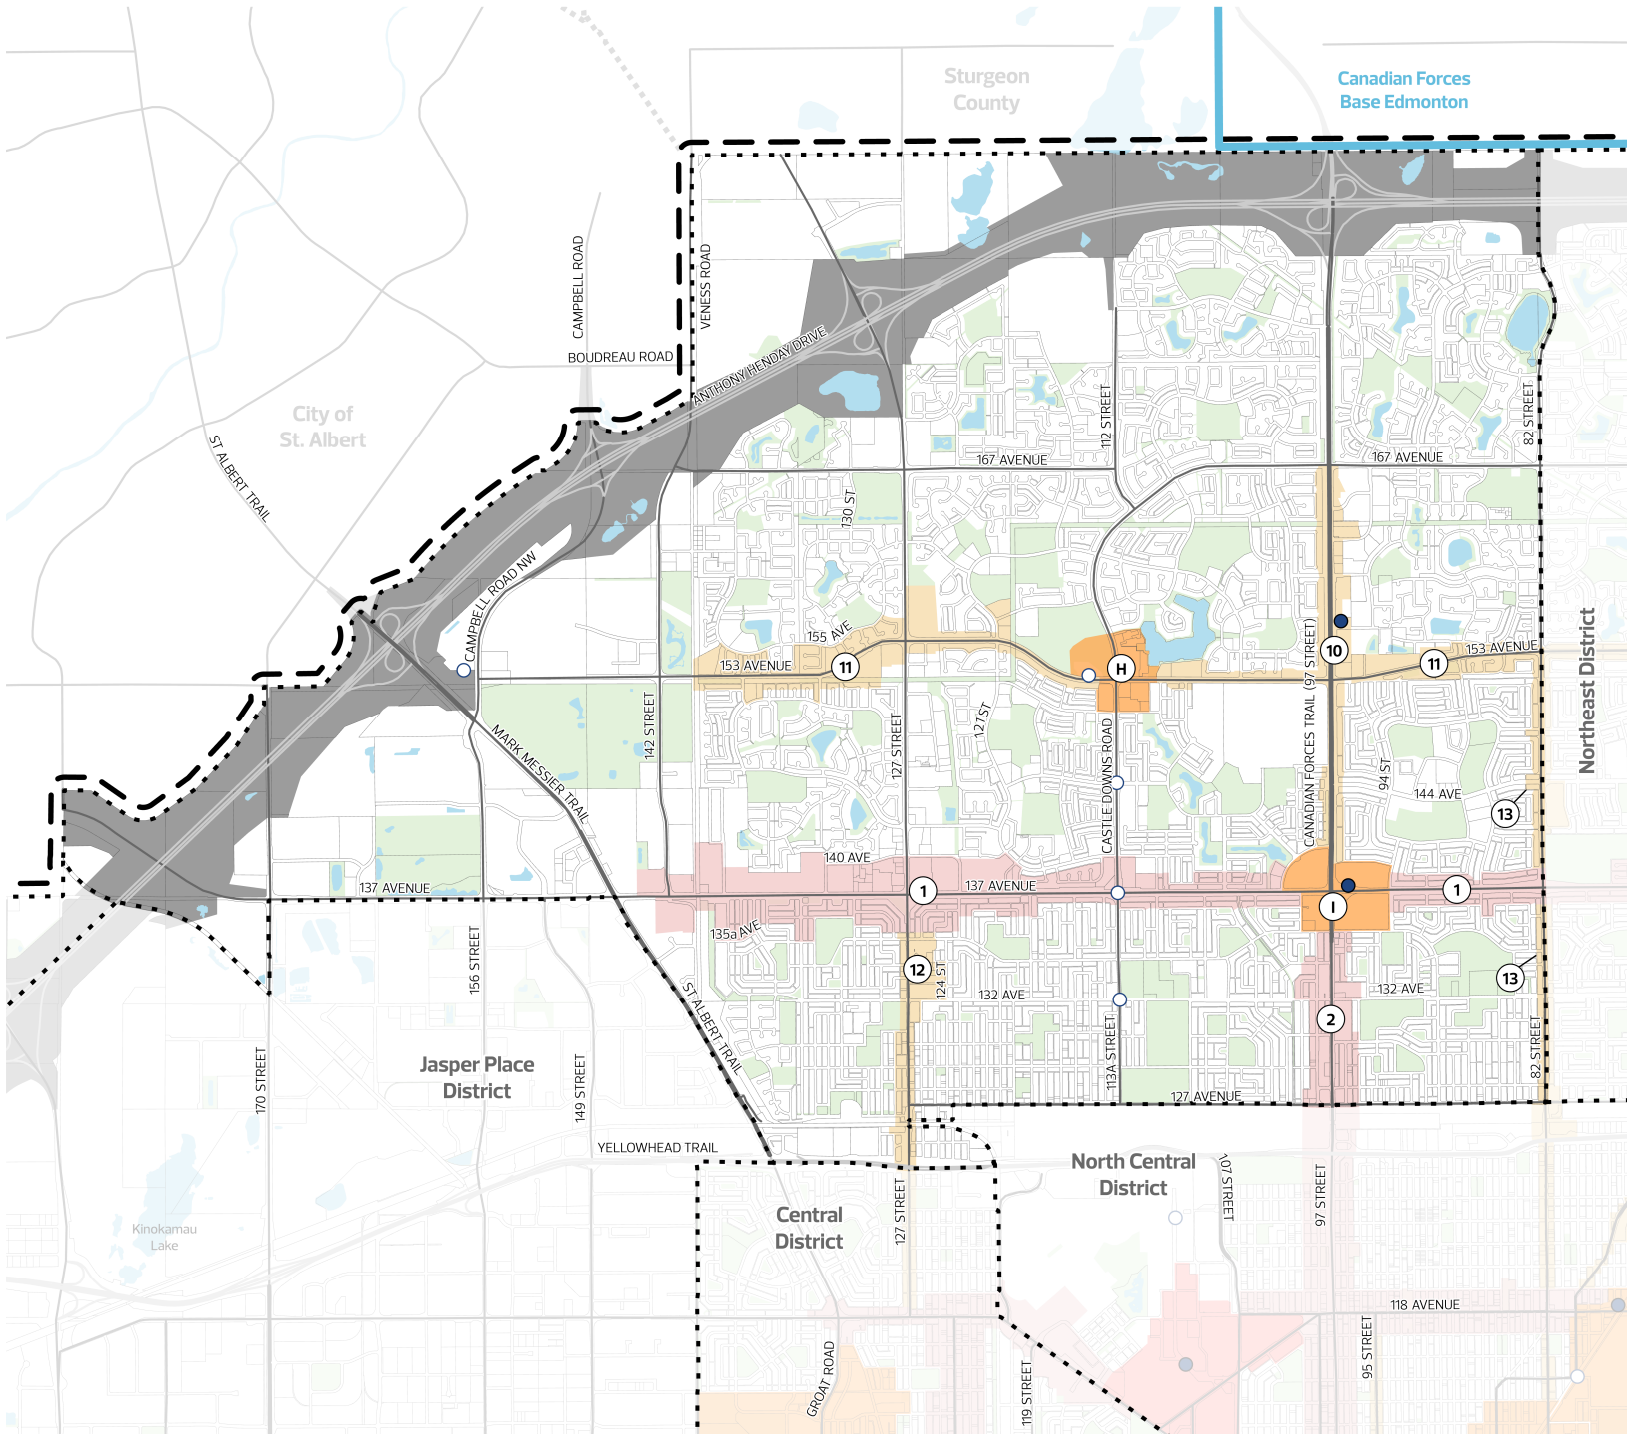 Sturgeon
County
Canadian Forces
Base Edmonton
CAMPBELL ROAD
VENESS ROAD
BOUDREAU ROAD
ANTHONY HENDAY DRIVE
City of
St. Albert
ST ALBERT TRAIL
112 STREET
82 STREET
167 AVENUE
167 AVENUE
130 ST
CAMPBELL ROAD NW
155 AVE
153 AVENUE
11
H
10
11
153 AVENUE
CANADIAN FORCES TRAIL (97 STREET)
Northeast District
142 STREET
127 STREET
121 ST
MARK MESSIER TRAIL
CASTLE DOWNS ROAD
94 ST
144 AVE
13
140 AVE
137 AVENUE
1
137 AVENUE
1
I
135a AVE
156 STREET
12
124 ST
132 AVE
132 AVE
13
ST ALBERT TRAIL
2
170 STREET
Jasper Place
District
149 STREET
113A STREET
82 STREET
127 AVENUE
YELLOWHEAD TRAIL
North Central
District
107 STREET
97 STREET
127 STREET
Central
District
Kinokamau
Lake
118 AVENUE
95 STREET
GROAT ROAD
119 STREET